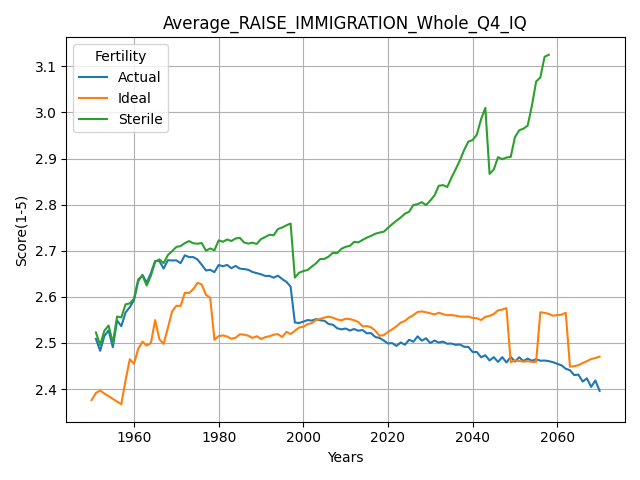 Average_RAISE_IMMIGRATION_Whole_Q4_IQ
Fertility
Actual
Ideal
Sterile
Score(1-5)
3.1
3.0
2.9
2.8
2.7
2.6
2.5
2.4
1960 1980 2000 2020 2040 2060
Years